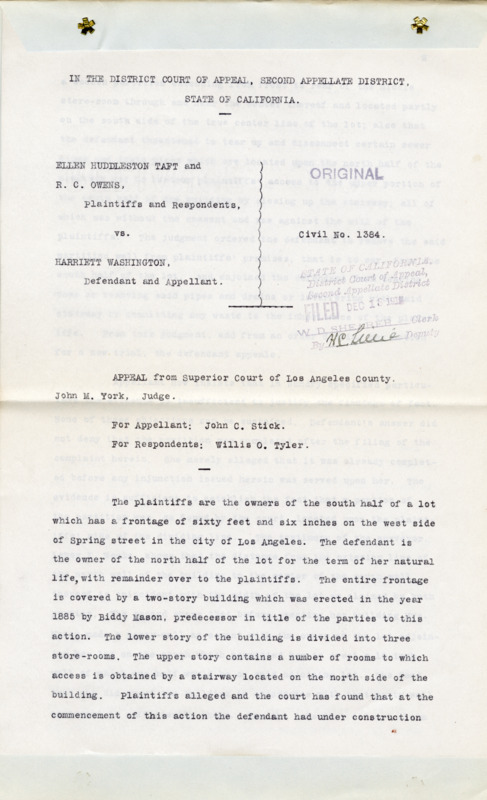 IN THE DISTRICT COURT OF APPEAL, SECOND APPELLATE DISTRICT,
STATE OF CALIFORNIA.
ELLEN HUDDLESTON TAFT and
R. C. OWENS,
Plaintiffs and Respondents,
vs.
HARRIETT WASHINGTON,
Defendant and Appellant.
ORIGINAL
Civil No. 1384.
STATE OF CALIFORNIA,
District Court of Appeal,
Second Appellate District
FILED DEC
Clerk
By Deputy
APPEAL from Superior Court of Los Angeles County.
John M. York, Judge.
For Appellant: John C. Stick.
For Respondents: Willis O. Tyler.
The plaintiffs are the owners of the south half of a lot
which has a frontage of sixty feet and six inches on the west side
of Spring street in the city of Los Angeles. The defendant is
the owner of the north half of the lot for the term of her natural
life, with remainder over to the plaintiffs. The entire frontage
is covered by a two-story building which was erected in the year
1885 by Biddy Mason, predecessor in title of the parties to this
action. The lower story of the building is divided into three
store-rooms. The upper story contains a number of rooms to which
access is obtained by a stairway located on the north side of the
building. Plaintiffs alleged and the court has found that at the
commencement of this action the defendant had under construction